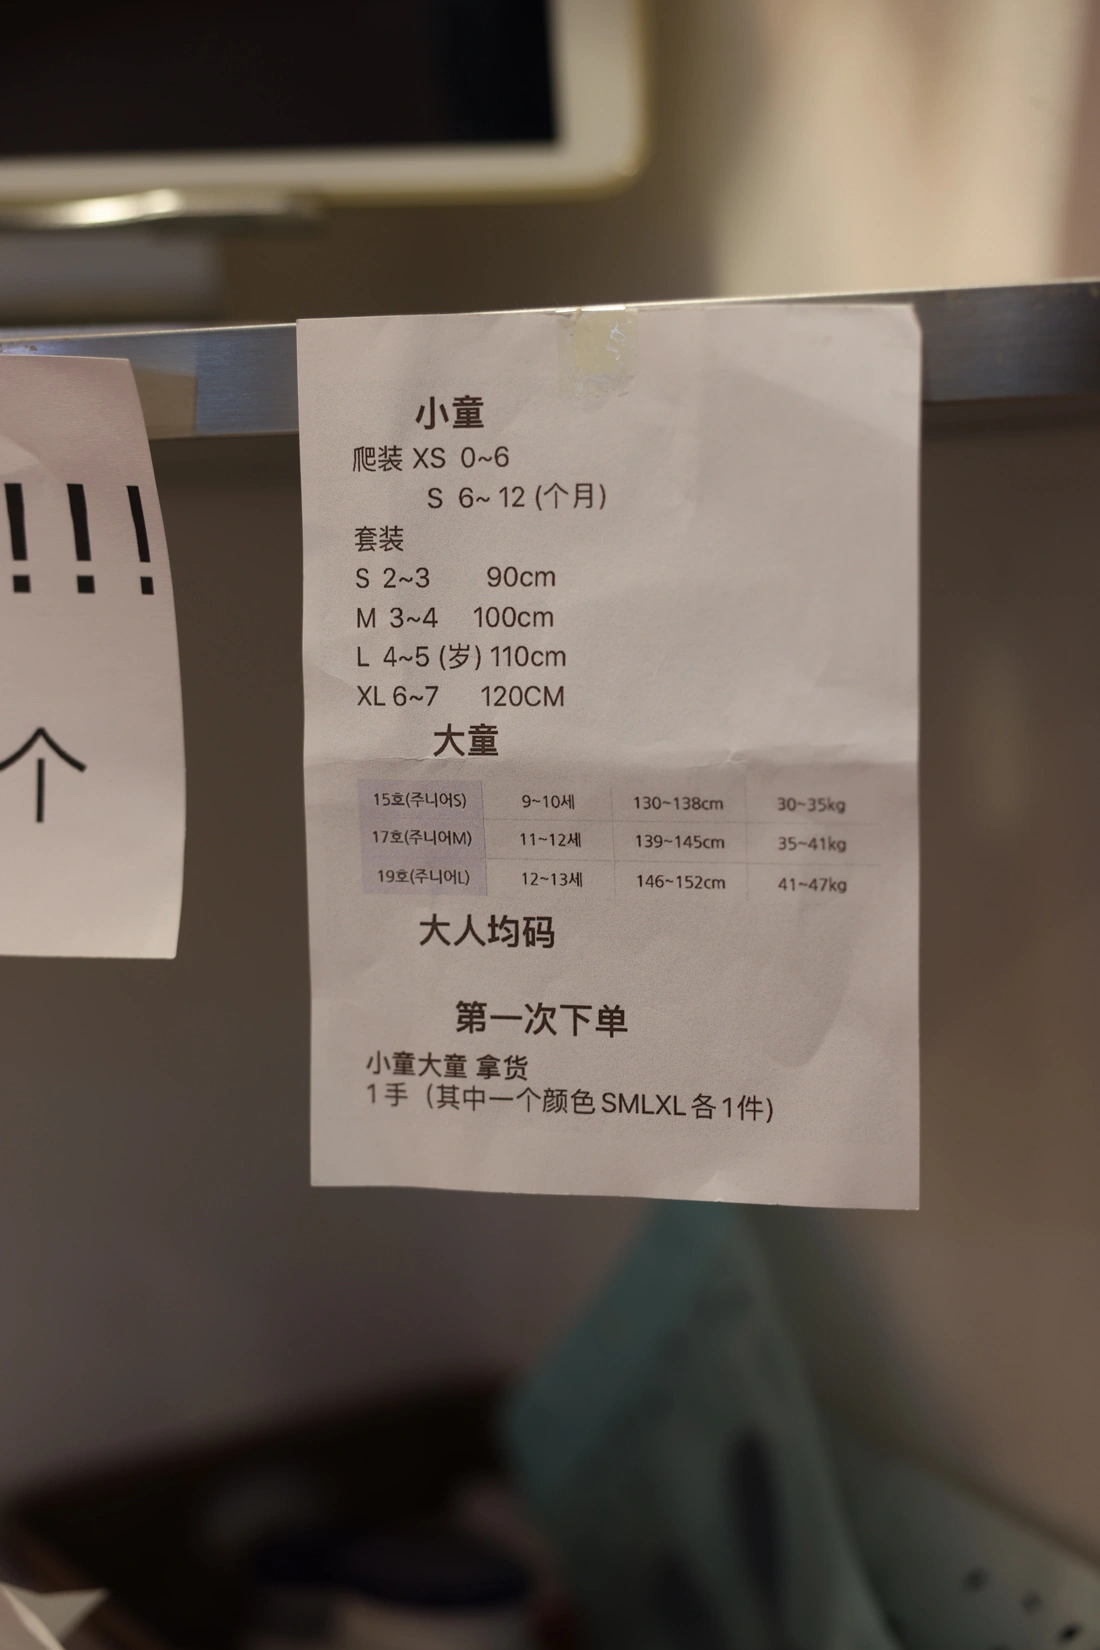 !!!
个
小童
爬装 XS 0~6
S 6~ 12 (个月)
套装
S 2~3 90cm
M 3~4 100cm
L 4~5 (岁) 110cm
XL 6~7 120CM
大童
15호(주니어S) 9~10세 130~138cm 30~35kg
17호(주니어M) 11~12세 139~145cm 35~41kg
19호(주니어L) 12~13세 146~152cm 41~47kg
大人均码
第一次下单
小童大童 拿货
1手（其中一个颜色 SMLXL 各1件)